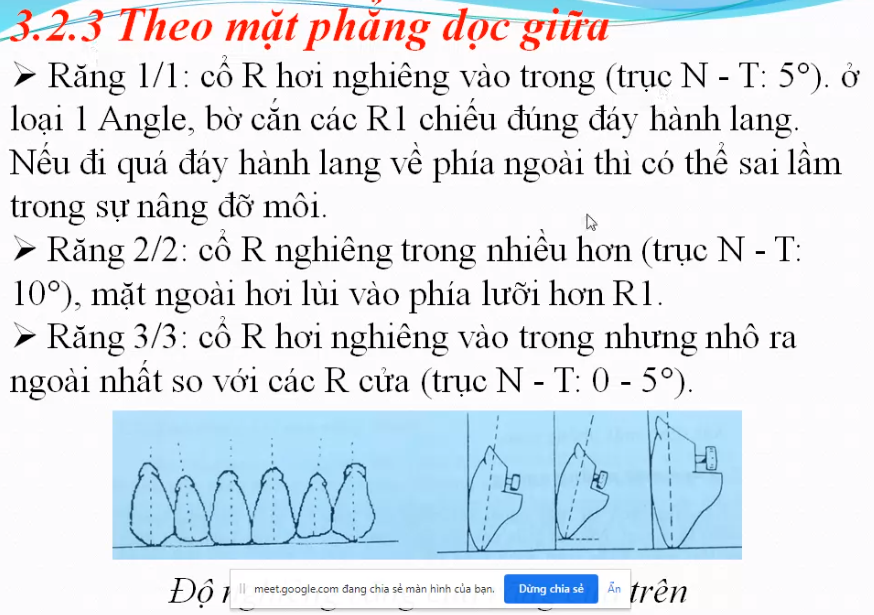 3.2.3 Theo mặt phẳng dọc giữa
➢ Răng 1/1: cổ R hơi nghiêng vào trong (trục N - T: 5°). ở
loại 1 Angle, bờ cắn các R1 chiếu đúng đáy hành lang.
Nếu đi quá đáy hành lang về phía ngoài thì có thể sai lầm
trong sự nâng đỡ môi.
➢ Răng 2/2: cổ R nghiêng trong nhiều hơn (trục N - T:
10°), mặt ngoài hơi lùi vào phía lưỡi hơn R1.
➢ Răng 3/3: cổ R hơi nghiêng vào trong nhưng nhô ra
ngoài nhất so với các R cửa (trục N - T: 0 - 5°).
Độ trên
meet.google.com đang chia sẻ màn hình của bạn. Dừng chia sẻ Ẩn